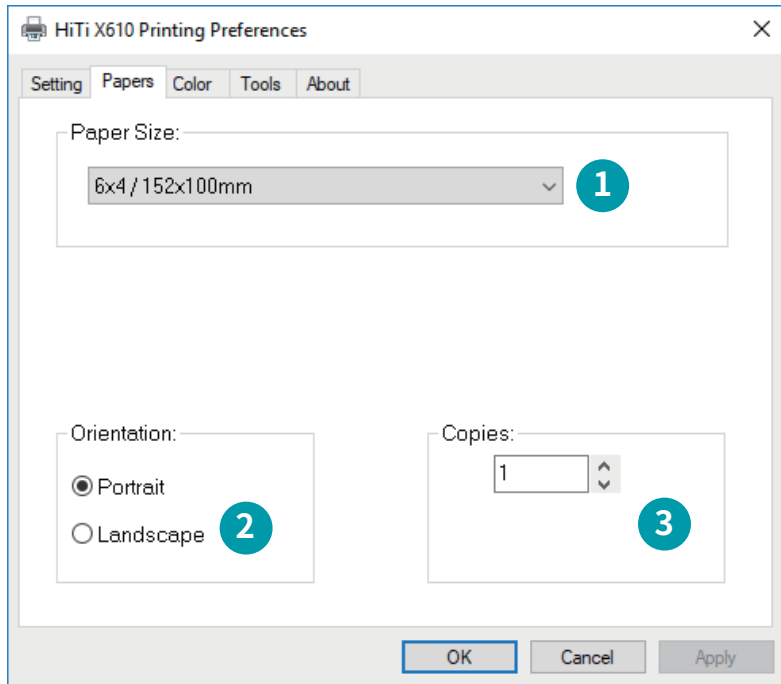 HiTi X610 Printing Preferences
Setting Papers Color Tools About
Paper Size:
6x4 / 152x100mm
1
Orientation:
Portrait
Landscape
2
Copies:
1
3
OK Cancel Apply